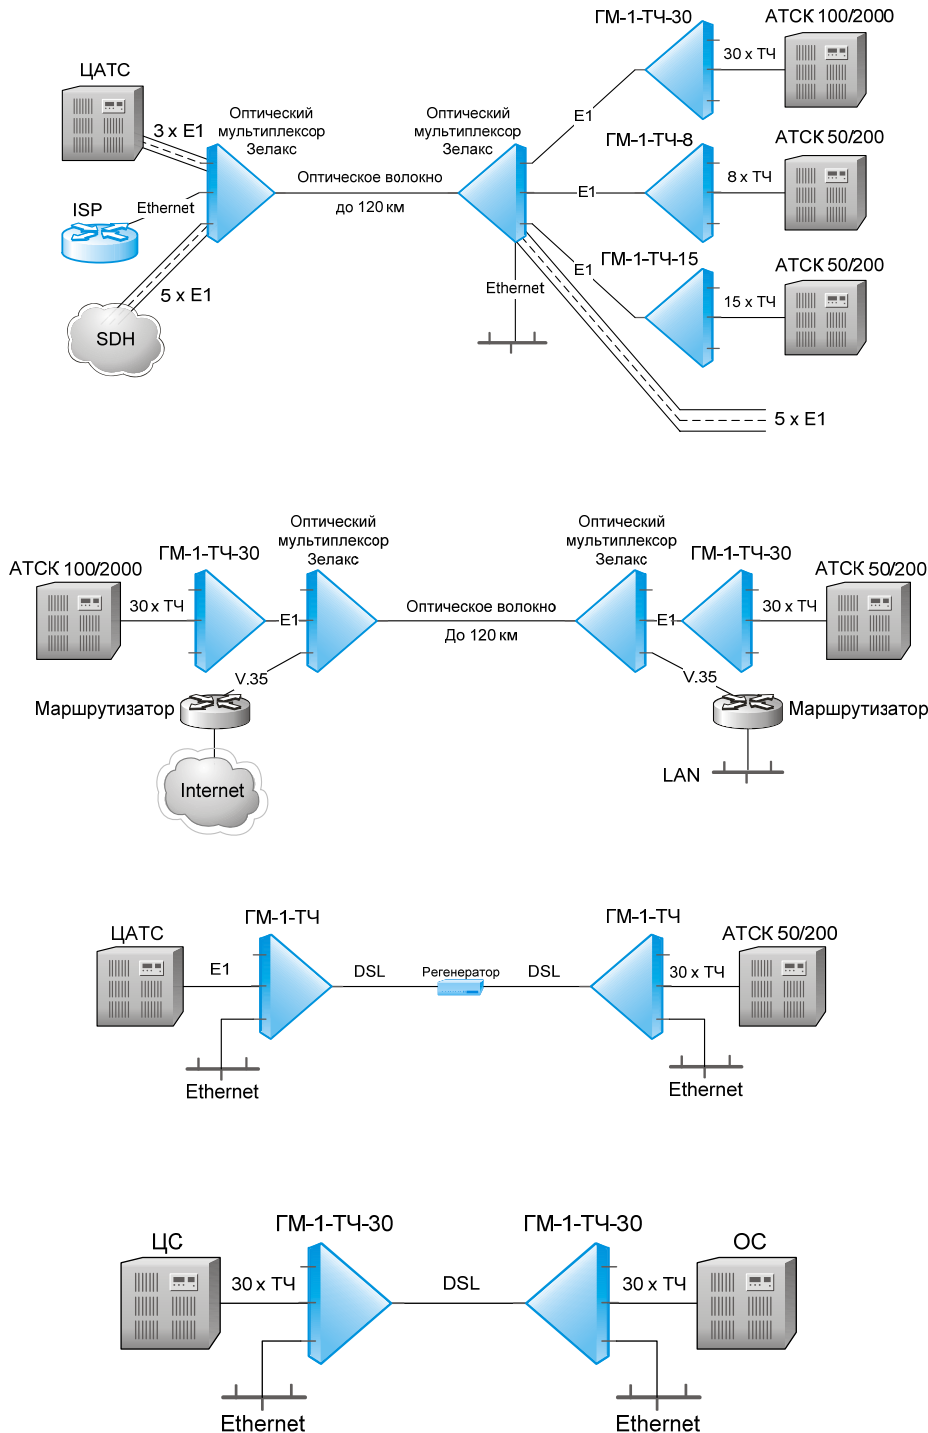 ГМ-1-ТЧ-30
АТСК 100/2000
30 x ТЧ
ЦАТС
3 x E1
Оптический
мультиплексор
Зелакс
Оптический
мультиплексор
Зелакс
E1
ГМ-1-ТЧ-8
АТСК 50/200
8 x ТЧ
Оптическое волокно
до 120 км
E1
ISP
Ethernet
ГМ-1-ТЧ-15
АТСК 50/200
E1
15 x ТЧ
Ethernet
5 x E1
SDH
5 x E1
Оптический
мультиплексор
Зелакс
Оптический
мультиплексор
Зелакс
ГМ-1-ТЧ-30
ГМ-1-ТЧ-30
АТСК 100/2000
АТСК 50/200
30 x ТЧ
E1
Оптическое волокно
До 120 км
E1
30 x ТЧ
V.35
V.35
Маршрутизатор
Маршрутизатор
Internet
LAN
ГМ-1-ТЧ
ГМ-1-ТЧ
ЦАТС
АТСК 50/200
E1
DSL
Регенератор
DSL
30 x ТЧ
Ethernet
Ethernet
ГМ-1-ТЧ-30
ГМ-1-ТЧ-30
ЦС
ОС
30 x ТЧ
DSL
30 x ТЧ
Ethernet
Ethernet